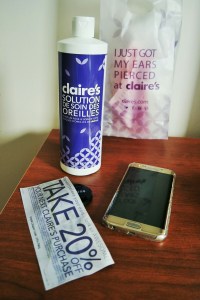 claire's
SOLUTION
DE SOIN DES
OREILLES
I JUST GOT
MY EARS
PIERCED
at claire's
TAKE 20%
OFF
CLAIRE'S PURCHASE